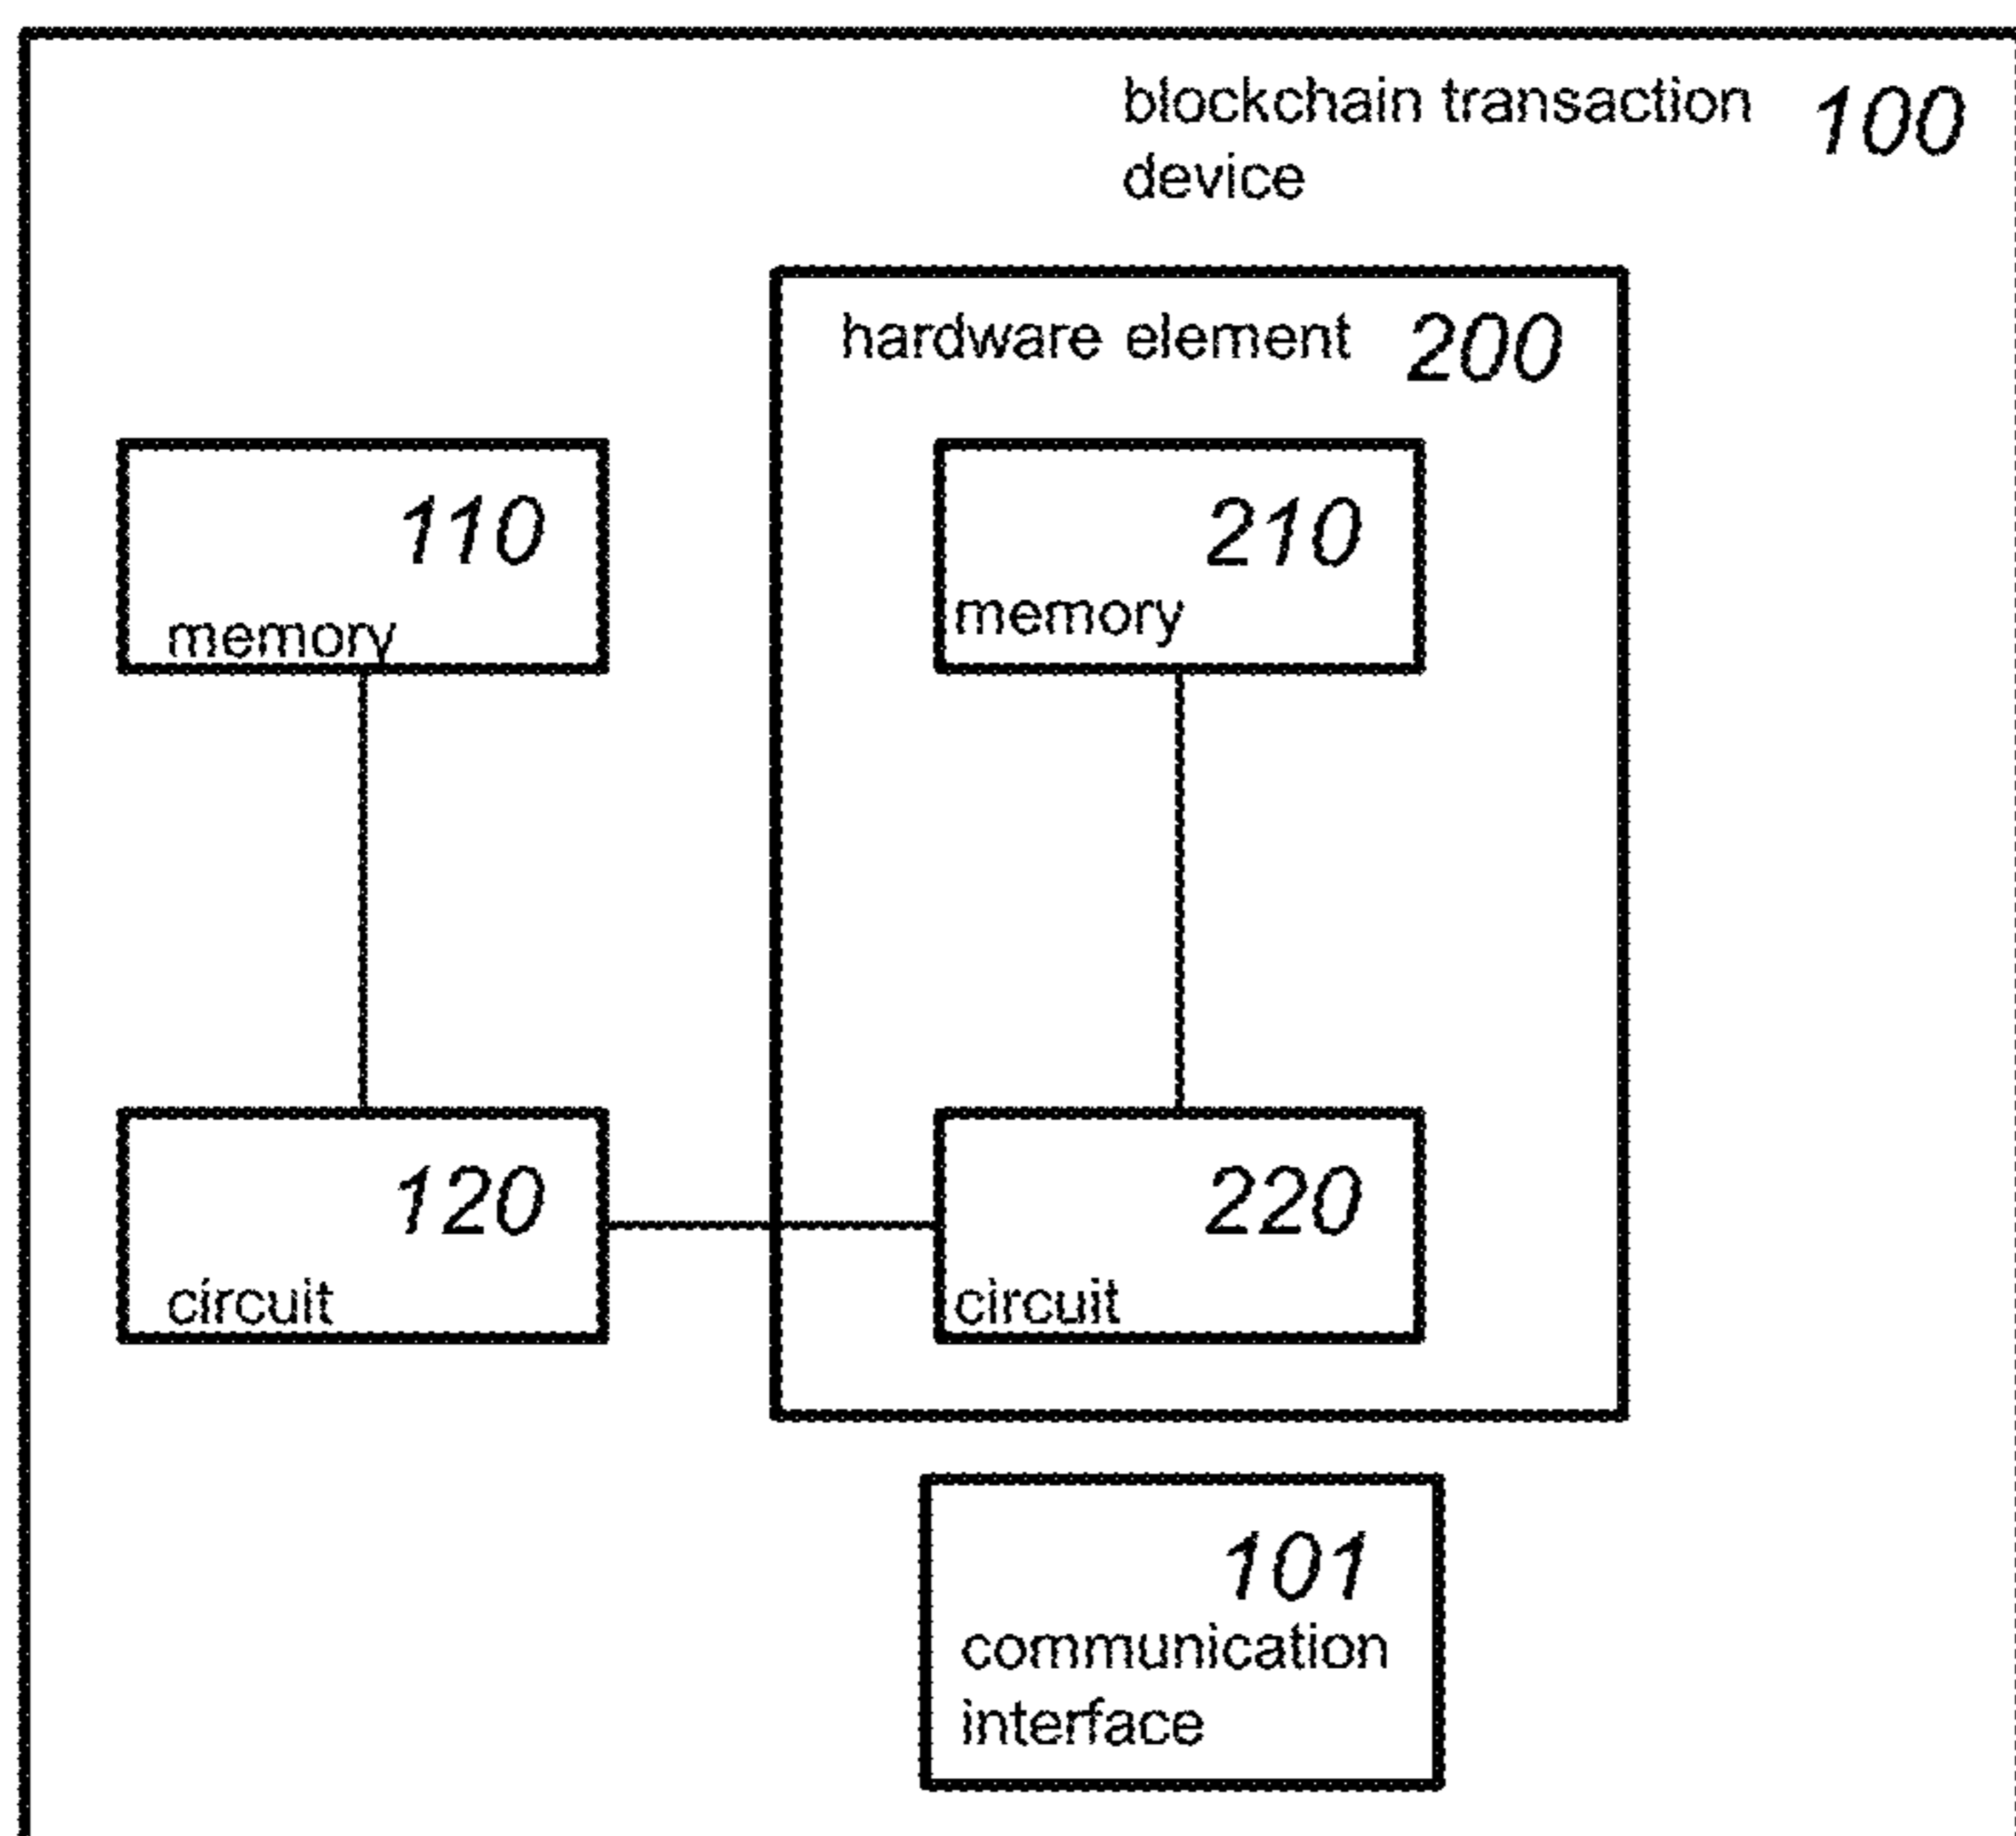 blockchain transaction 100
device
hardware element 200
110
memory
210
memory
120
circuit
220
circuit
101
communication
interface